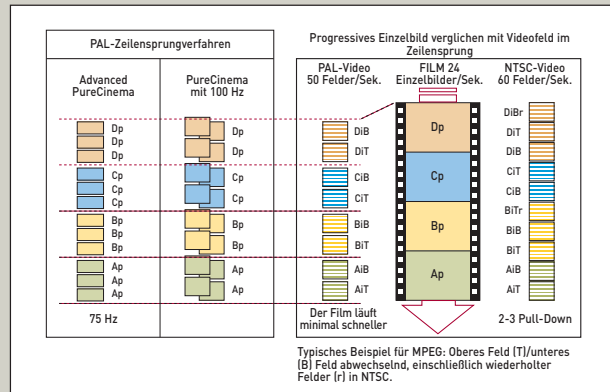 PAL-Zeilensprungverfahren
Advanced
PureCinema
PureCinema
mit 100 Hz
Dp
Dp
Dp
Cp
Cp
Cp
Bp
Bp
Bp
Ap
Ap
Ap
75 Hz
Dp
Dp
Cp
Cp
Bp
Bp
Ap
Ap
Progressives Einzelbild verglichen mit Videofeld im
Zeilensprung
PAL-Video
50 Felder/Sek.
FILM 24
Einzelbilder/Sek.
NTSC-Video
60 Felder/Sek.
DiB
DiT
CiB
CiT
BiB
BiT
AiB
AiT
Der Film läuft
minimal schneller
Dp
Cp
Bp
Ap
DiBr
DiT
DiB
CiT
CiB
BiTr
BiB
BiT
AiB
AiT
2-3 Pull-Down
Typisches Beispiel für MPEG: Oberes Feld (T)/unteres
(B) Feld abwechselnd, einschließlich wiederholter
Felder (r) in NTSC.